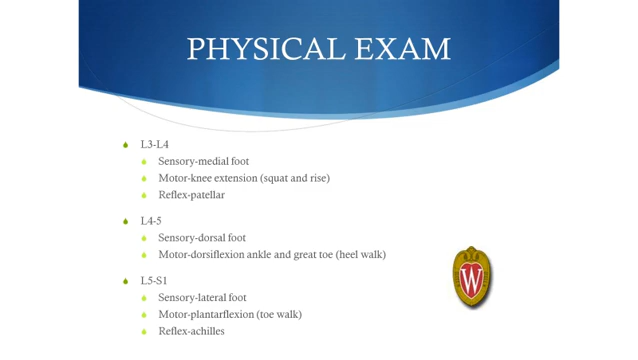 PHYSICAL EXAM
L3-L4
Sensory-medial foot
Motor-knee extension (squat and rise)
Reflex-patellar
L4-5
Sensory-dorsal foot
Motor-dorsiflexion ankle and great toe (heel walk)
L5-S1
Sensory-lateral foot
Motor-plantarflexion (toe walk)
Reflex-achilles
W